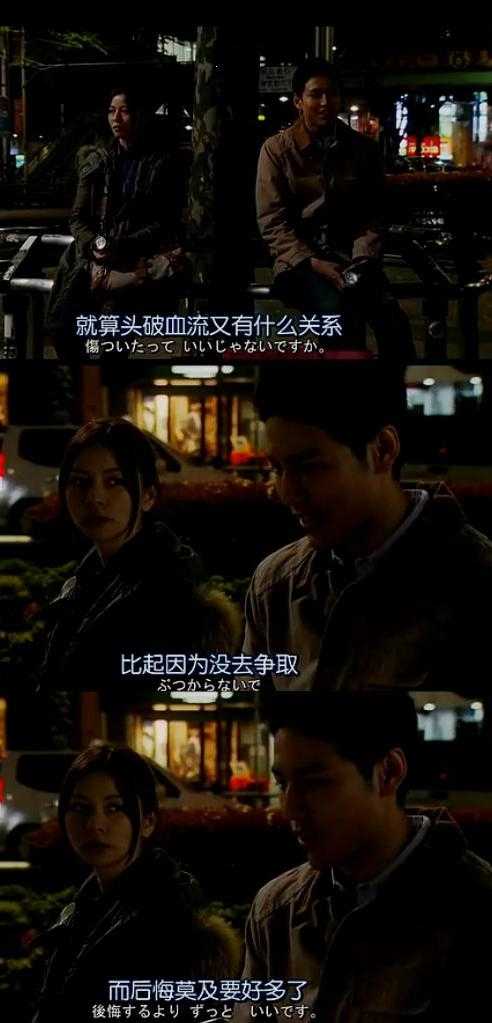 就算头破血流又有什么关系
傷ついたって いいじゃないですか。
比起因为没去争取
ぶつからないで
而后悔莫及要好多了
後悔するより ずっと いいです。